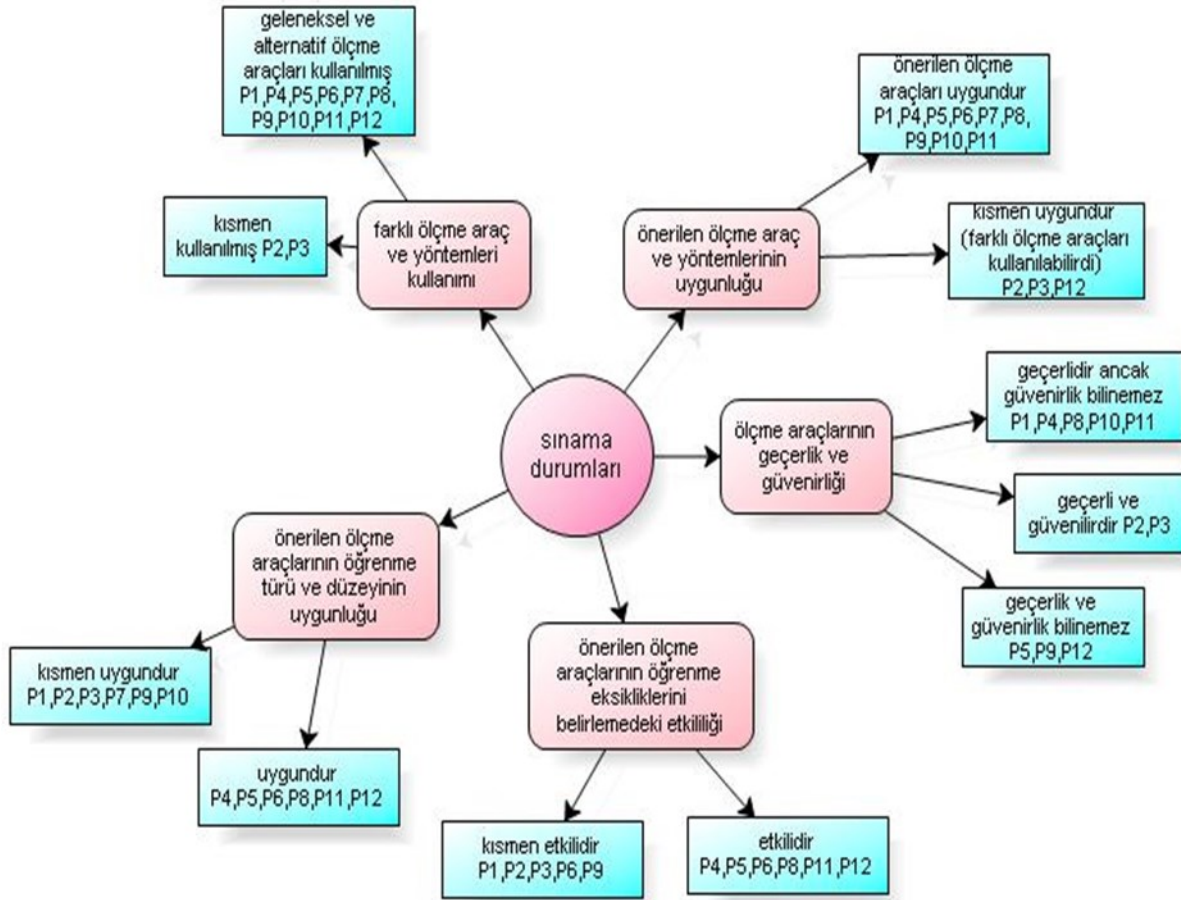 geleneksel ve
alternatif ölçme
araçları kullanılmış
P1,P4,P5,P6,P7,P8,
P9,P10,P11,P12
önerilen ölçme
araçları uygundur
P1,P4,P5,P6,P7,P8,
P9,P10,P11
kısmen
kullanılmış P2,P3
farklı ölçme araç
ve yöntemleri
kullanımı
önerilen ölçme araç
ve yöntemlerinin
uygunluğu
kısmen uygundur
(farklı ölçme araçları
kullanılabilirdi)
P2,P3,P12
sınama
durumları
ölçme araçlarının
geçerlik ve
güvenirliği
geçerlidir ancak
güvenirlik bilinemez
P1,P4,P8,P10,P11
geçerli ve
güvenilirdir P2,P3
geçerlik ve
güvenirlik bilinemez
P5,P9,P12
önerilen ölçme
araçlarının öğrenme
türü ve düzeyinin
uygunluğu
kısmen uygundur
P1,P2,P3,P7,P9,P10
uygundur
P4,P5,P6,P8,P11,P12
önerilen ölçme
araçlarının öğrenme
eksikliklerini
belirlemedeki etkililiği
kısmen etkilidir
P1,P2,P3,P6,P9
etkilidir
P4,P5,P6,P8,P11,P12